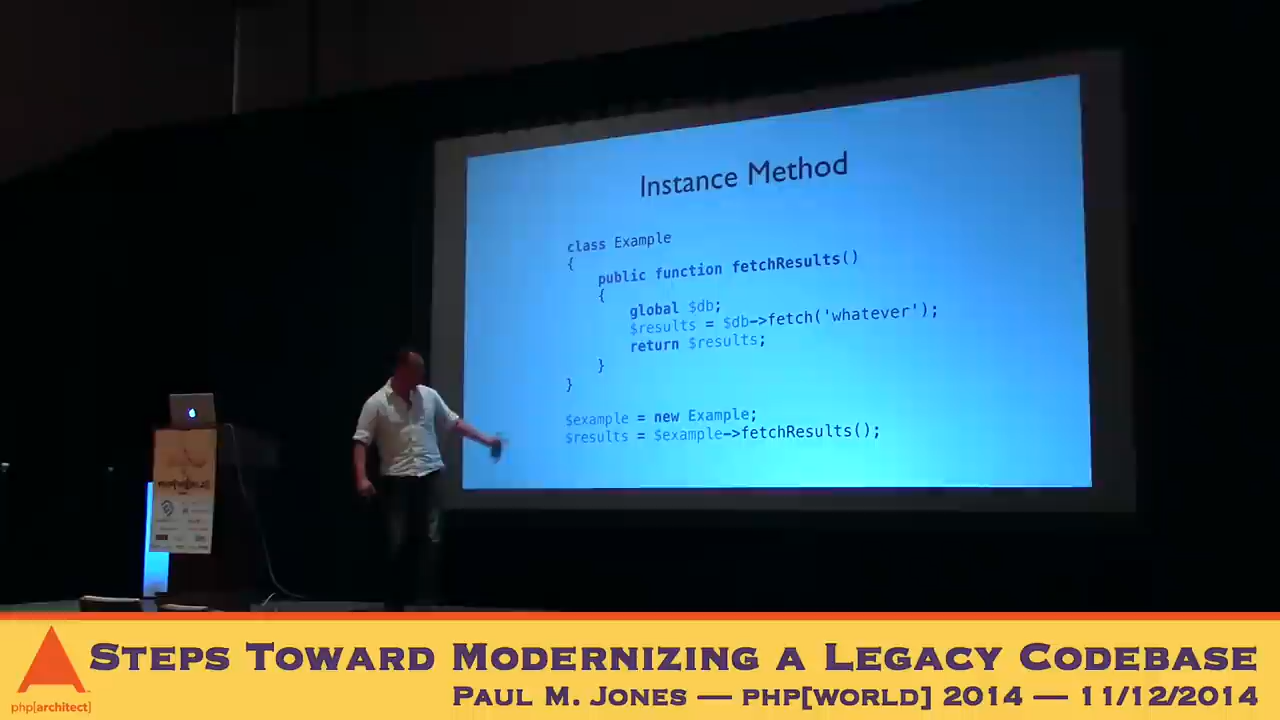 Instance Method
class Example
{
public function fetchResults()
{
global $db;
$results = $db->fetch('whatever');
return $results;
}
}
$example = new Example;
$results = $example->fetchResults();
STEPS TOWARD MODERNIZING A LEGACY CODEBASE
PAUL M. JONES — PHP[WORLD] 2014 — 11/12/2014
php[architect]